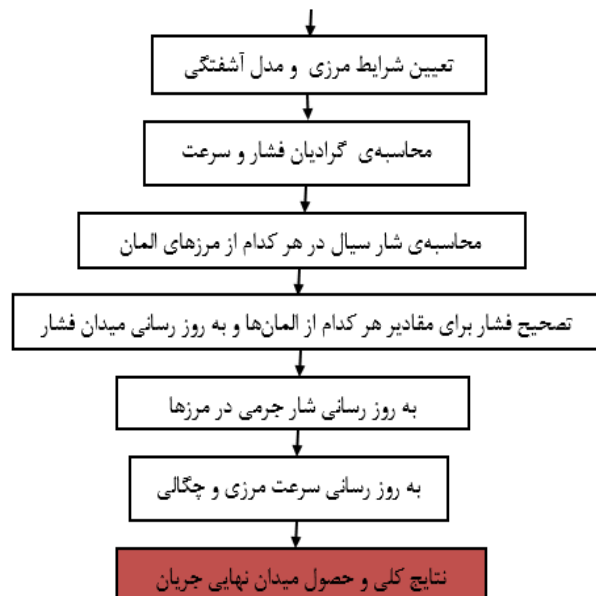 تعیین شرایط مرزی و مدل آشفتگی
محاسبه‌ی گرادیان فشار و سرعت
محاسبه‌ی شار سیال در هر کدام از مرزهای المان
تصحیح فشار برای مقادیر هر کدام از المان‌ها و به روز رسانی میدان فشار
به روز رسانی شار جرمی در مرزها
به روز رسانی سرعت مرزی و چگالی
نتایج کلی و حصول میدان نهایی جریان